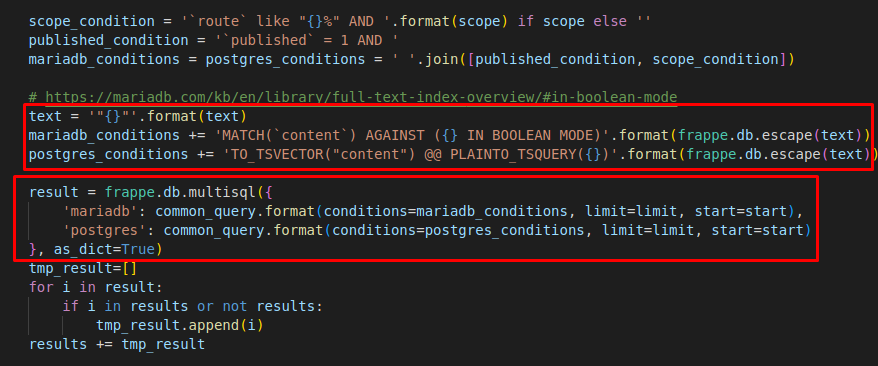 scope_condition = '`route` like "{}%" AND '.format(scope) if scope else ''
published_condition = '`published` = 1 AND '
mariadb_conditions = postgres_conditions = ' '.join([published_condition, scope_condition])
# https://mariadb.com/kb/en/library/full-text-index-overview/#in-boolean-mode
text = '"{}"'.format(text)
mariadb_conditions += 'MATCH(`content`) AGAINST ({} IN BOOLEAN MODE)'.format(frappe.db.escape(text))
postgres_conditions += 'TO_TSVECTOR("content") @@ PLAINTO_TSQUERY({})'.format(frappe.db.escape(text))
result = frappe.db.multisql({
'mariadb': common_query.format(conditions=mariadb_conditions, limit=limit, start=start),
'postgres': common_query.format(conditions=postgres_conditions, limit=limit, start=start)
}, as_dict=True)
tmp_result=[]
for i in result:
if i in results or not results:
tmp_result.append(i)
results += tmp_result